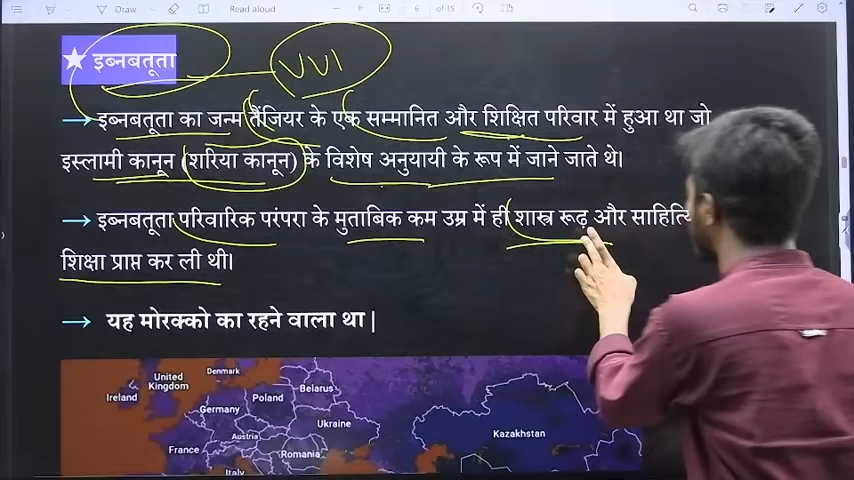 Draw
Read aloud
6 of 15
इब्नबतूता
VVI
→ इब्नबतूता का जन्म तैंजियर के एक सम्मानित और शिक्षित परिवार में हुआ था जो
इस्लामी कानून (शरिया कानून) के विशेष अनुयायी के रूप में जाने जाते थे।
→ इब्नबतूता परिवारिक परंपरा के मुताबिक कम उम्र में ही शास्त्र रूढ़ और
शिक्षा प्राप्त कर ली थी।
→ यह मोरक्को का रहने वाला था |
United Kingdom
Denmark
Ireland
Poland
Belarus
Germany
Ukraine
Austria
France
Romania
Kazakhstan
Italy